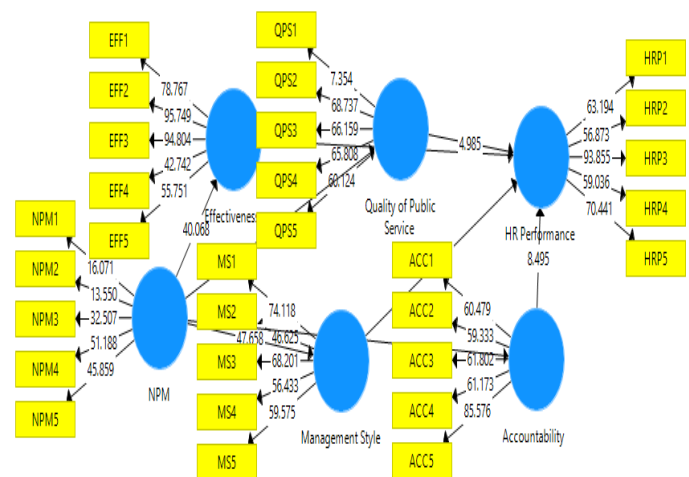 EFF1
EFF2
EFF3
EFF4
EFF5
78.767
95.749
94.804
42.742
55.751
Effectiveness
QPS1
QPS2
QPS3
QPS4
QPS5
7.354
68.737
66.159
65.808
60.124
Quality of Public
Service
4.985
HRP1
HRP2
HRP3
HRP4
HRP5
63.194
56.873
93.855
59.036
70.441
HR Performance
8.495
40.068
NPM1
NPM2
NPM3
NPM4
NPM5
16.071
13.550
32.507
51.188
45.859
NPM
MS1
MS2
MS3
MS4
MS5
74.118
46.625
47.658
68.201
56.433
59.575
Management Style
ACC1
ACC2
ACC3
ACC4
ACC5
60.479
59.333
61.802
61.173
85.576
Accountability